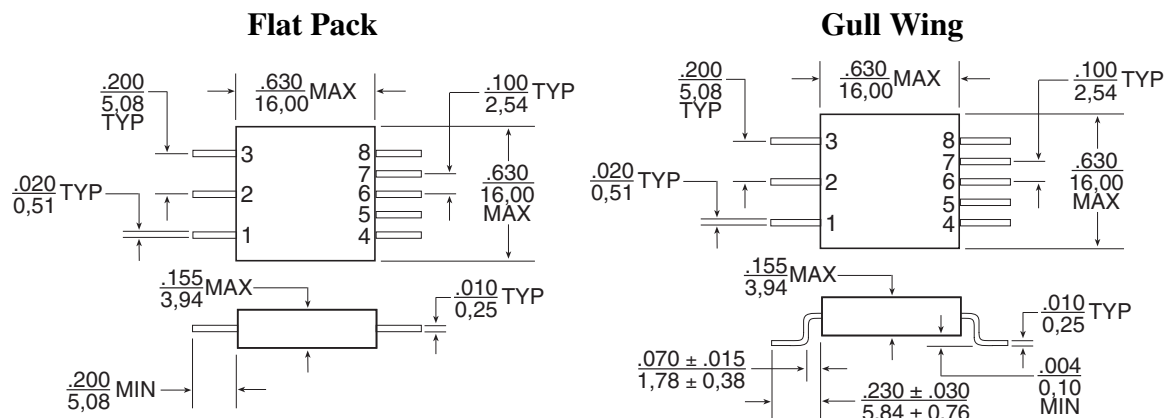 Flat Pack
.200
5,08
TYP
.630 MAX
16,00
.100 TYP
2,54
3
2
1
8
7
6
5
4
.020 TYP
0,51
.630
16,00
MAX
.155 MAX
3,94
.010 TYP
0,25
.200 MIN
5,08
Gull Wing
.200
5,08
TYP
.630 MAX
16,00
.100 TYP
2,54
3
2
1
8
7
6
5
4
.020 TYP
0,51
.630
16,00
MAX
.155 MAX
3,94
.010 TYP
0,25
.070 ± .015
1,78 ± 0,38
.230 ± .030
5,84 ± 0,76
.004
0,10
MIN